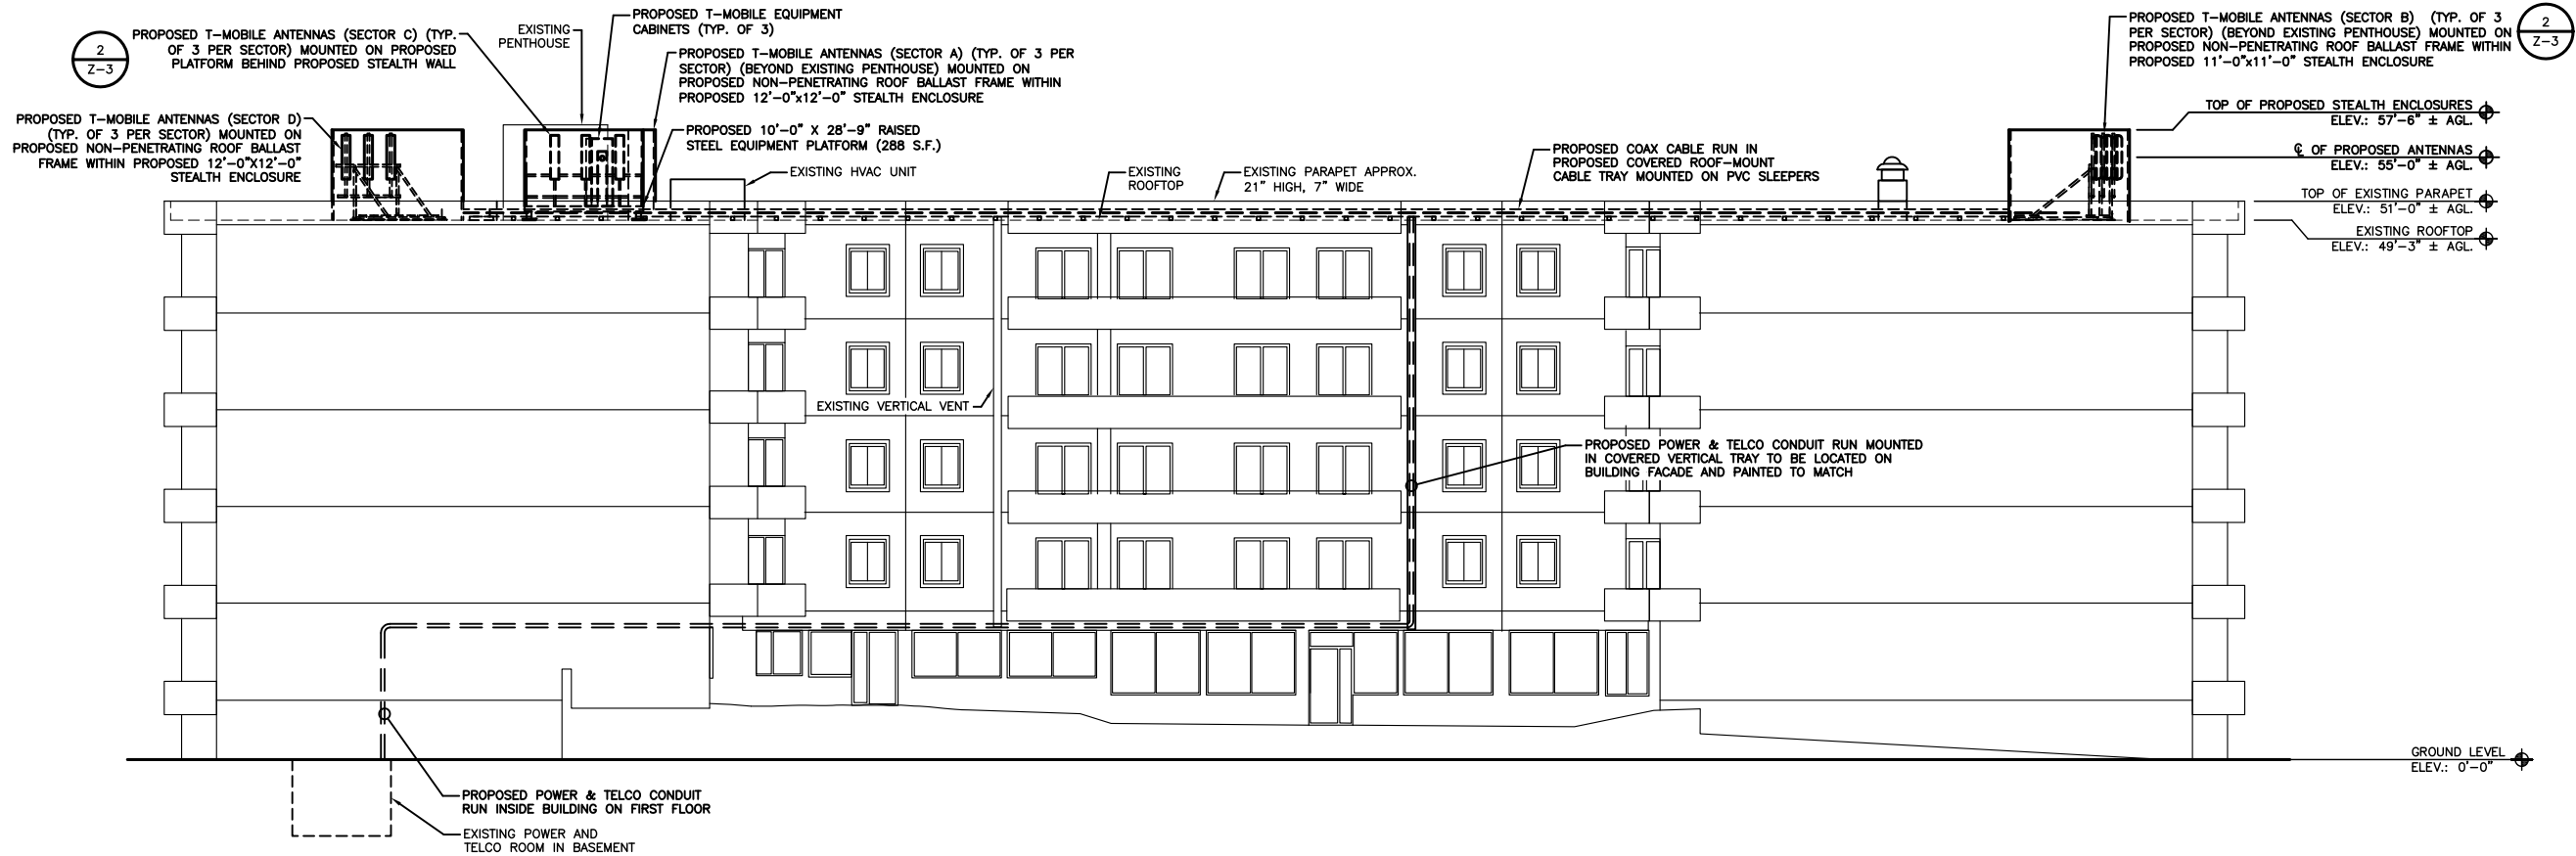 2
Z-3
PROPOSED T-MOBILE ANTENNAS (SECTOR C) (TYP.
OF 3 PER SECTOR) MOUNTED ON PROPOSED
PLATFORM BEHIND PROPOSED STEALTH WALL
EXISTING
PENTHOUSE
PROPOSED T-MOBILE EQUIPMENT
CABINETS (TYP. OF 3)
PROPOSED T-MOBILE ANTENNAS (SECTOR A) (TYP. OF 3 PER
SECTOR) (BEYOND EXISTING PENTHOUSE) MOUNTED ON
PROPOSED NON-PENETRATING ROOF BALLAST FRAME WITHIN
PROPOSED 12'-0"x12'-0" STEALTH ENCLOSURE
PROPOSED T-MOBILE ANTENNAS (SECTOR B) (TYP. OF 3
PER SECTOR) (BEYOND EXISTING PENTHOUSE) MOUNTED ON
PROPOSED NON-PENETRATING ROOF BALLAST FRAME WITHIN
PROPOSED 11'-0"x11'-0" STEALTH ENCLOSURE
2
Z-3
PROPOSED T-MOBILE ANTENNAS (SECTOR D)
(TYP. OF 3 PER SECTOR) MOUNTED ON
PROPOSED NON-PENETRATING ROOF BALLAST
FRAME WITHIN PROPOSED 12'-0"X12'-0"
STEALTH ENCLOSURE
PROPOSED 10'-0" X 28'-9" RAISED
STEEL EQUIPMENT PLATFORM (288 S.F.)
EXISTING HVAC UNIT
EXISTING
ROOFTOP
EXISTING PARAPET APPROX.
21" HIGH, 7" WIDE
PROPOSED COAX CABLE RUN IN
PROPOSED COVERED ROOF-MOUNT
CABLE TRAY MOUNTED ON PVC SLEEPERS
TOP OF PROPOSED STEALTH ENCLOSURES
ELEV.: 57'-6" ± AGL.
℄ OF PROPOSED ANTENNAS
ELEV.: 55'-0" ± AGL.
TOP OF EXISTING PARAPET
ELEV.: 51'-0" ± AGL.
EXISTING ROOFTOP
ELEV.: 49'-3" ± AGL.
EXISTING VERTICAL VENT
PROPOSED POWER & TELCO CONDUIT RUN MOUNTED
IN COVERED VERTICAL TRAY TO BE LOCATED ON
BUILDING FACADE AND PAINTED TO MATCH
GROUND LEVEL
ELEV.: 0'-0"
PROPOSED POWER & TELCO CONDUIT
RUN INSIDE BUILDING ON FIRST FLOOR
EXISTING POWER AND
TELCO ROOM IN BASEMENT